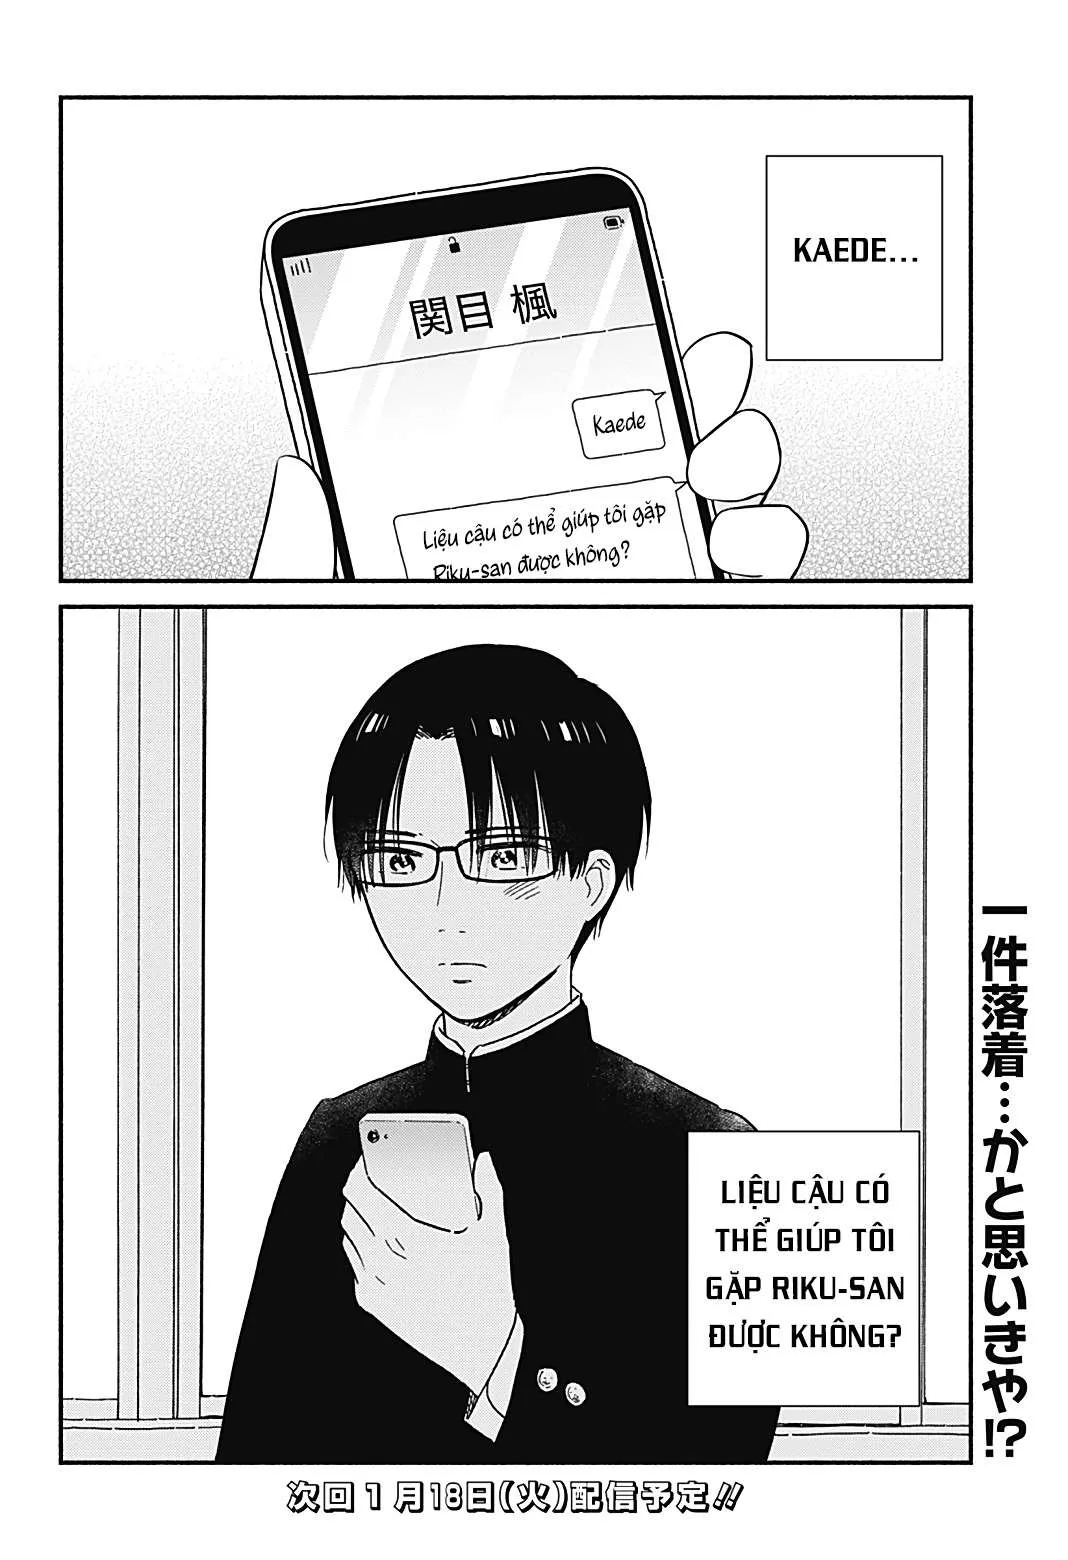 KAEDE...
関目 楓
Kaede
Liệu cậu có thể giúp tôi gặp
Riku-san được không?
LIỆU CẬU CÓ
THỂ GIÚP TÔI
GẶP RIKU-SAN
ĐƯỢC KHÔNG?
一件落着…かと思いきや!?
次回1月18日(火)配信予定!!